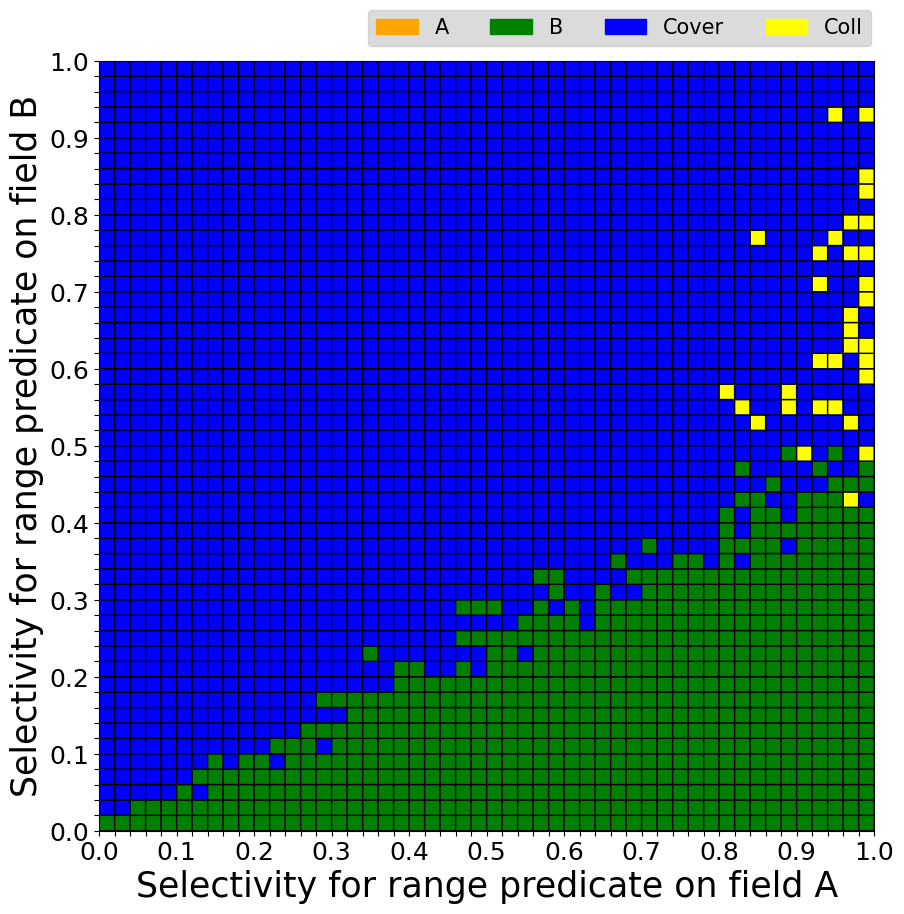 A B Cover Coll
1.0
0.9
0.8
0.7
0.6
0.5
0.4
0.3
0.2
0.1
0.0
Selectivity for range predicate on field B
0.0 0.1 0.2 0.3 0.4 0.5 0.6 0.7 0.8 0.9 1.0
Selectivity for range predicate on field A